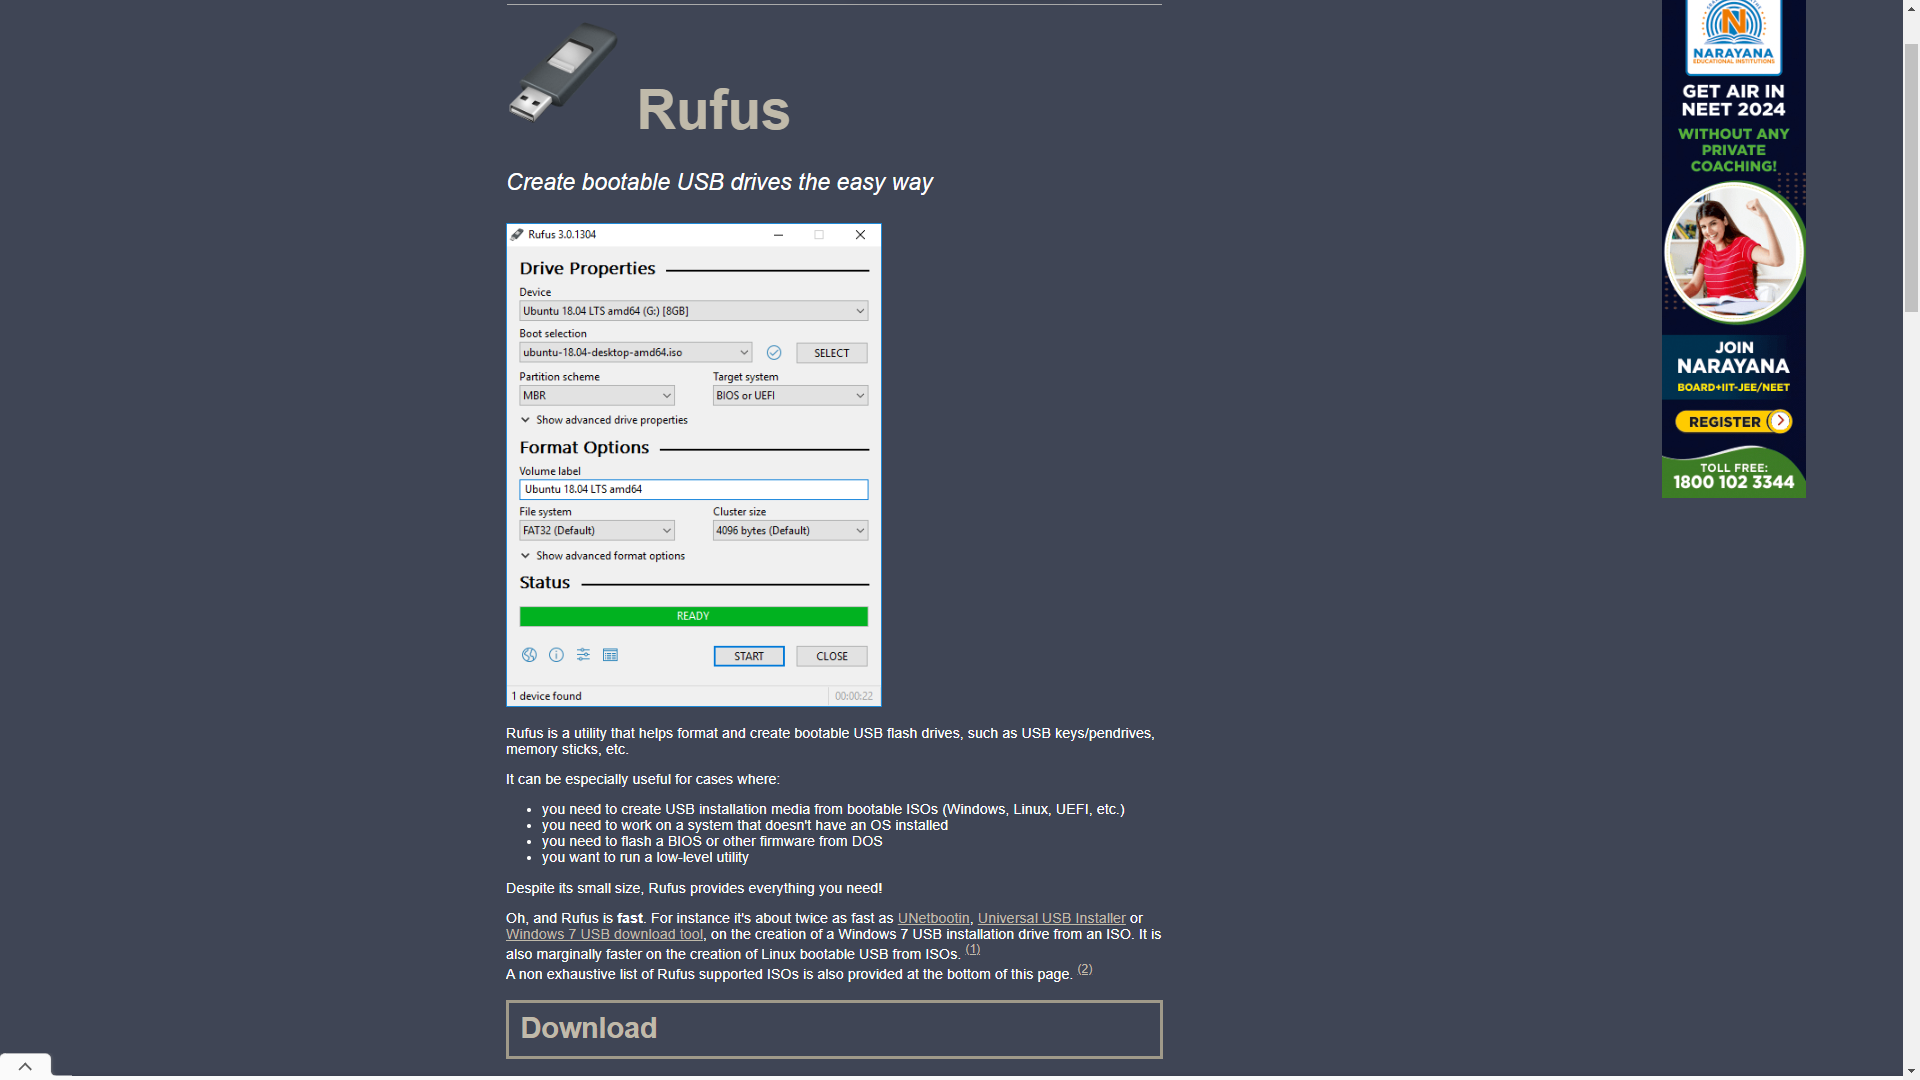 Rufus
Create bootable USB drives the easy way
Rufus 3.0.1304
Drive Properties
Device
Ubuntu 18.04 LTS amd64 (G:) [8GB]
Boot selection
ubuntu-18.04-desktop-amd64.iso
SELECT
Partition scheme
Target system
MBR
BIOS or UEFI
Show advanced drive properties
Format Options
Volume label
Ubuntu 18.04 LTS amd64
File system
Cluster size
FAT32 (Default)
4096 bytes (Default)
Show advanced format options
Status
READY
START
CLOSE
1 device found
00:00:22
Rufus is a utility that helps format and create bootable USB flash drives, such as USB keys/pendrives,
memory sticks, etc.
It can be especially useful for cases where:
• you need to create USB installation media from bootable ISOs (Windows, Linux, UEFI, etc.)
• you need to work on a system that doesn't have an OS installed
• you need to flash a BIOS or other firmware from DOS
• you want to run a low-level utility
Despite its small size, Rufus provides everything you need!
Oh, and Rufus is fast. For instance it's about twice as fast as UNetbootin, Universal USB Installer or
Windows 7 USB download tool, on the creation of a Windows 7 USB installation drive from an ISO. It is
also marginally faster on the creation of Linux bootable USB from ISOs. (1)
A non exhaustive list of Rufus supported ISOs is also provided at the bottom of this page. (2)
Download
N
NARAYANA
EDUCATIONAL INSTITUTIONS
GET AIR IN
NEET 2024
WITHOUT ANY
PRIVATE
COACHING!
JOIN
NARAYANA
BOARD+IIT-JEE/NEET
REGISTER
TOLL FREE:
1800 102 3344